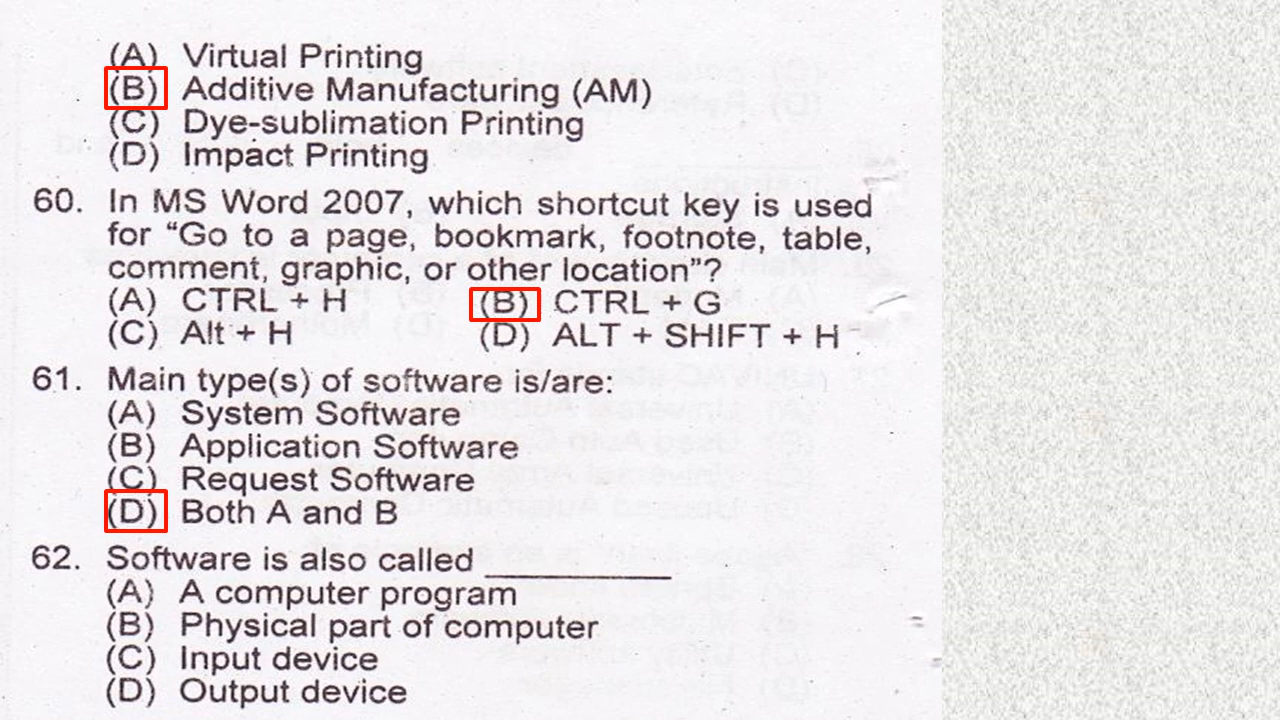 (A) Virtual Printing
(B) Additive Manufacturing (AM)
(C) Dye-sublimation Printing
(D) Impact Printing
60. In MS Word 2007, which shortcut key is used
for “Go to a page, bookmark, footnote, table,
comment, graphic, or other location”?
(A) CTRL + H (B) CTRL + G
(C) Alt + H (D) ALT + SHIFT + H
61. Main type(s) of software is/are:
(A) System Software
(B) Application Software
(C) Request Software
(D) Both A and B
62. Software is also called ___________
(A) A computer program
(B) Physical part of computer
(C) Input device
(D) Output device